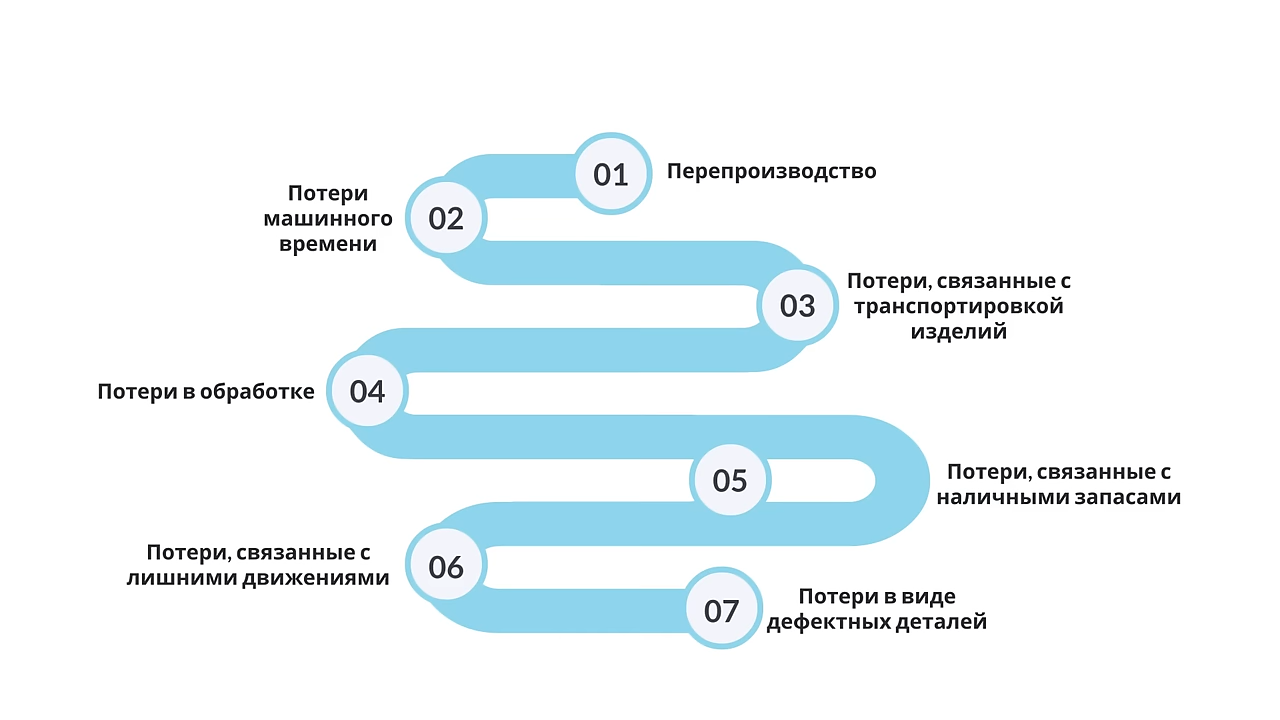 01
Перепроизводство
02
Потери
машинного
времени
03
Потери, связанные с
транспортировкой
изделий
04
Потери в обработке
05
Потери, связанные с
наличными запасами
06
Потери, связанные с
лишними движениями
07
Потери в виде
дефектных деталей